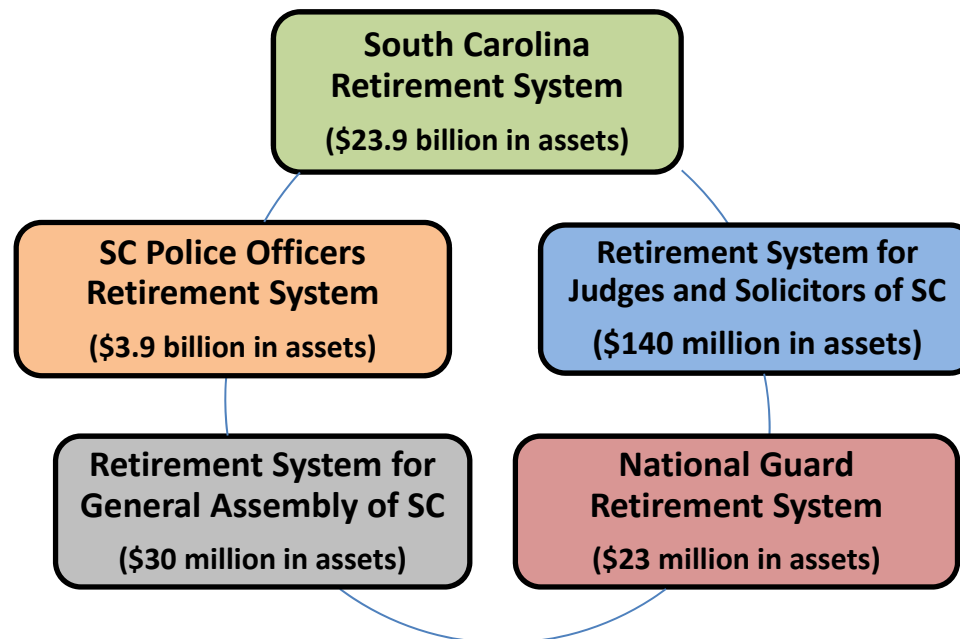 South Carolina
Retirement System
($23.9 billion in assets)
SC Police Officers
Retirement System
($3.9 billion in assets)
Retirement System for
Judges and Solicitors of SC
($140 million in assets)
Retirement System for
General Assembly of SC
($30 million in assets)
National Guard
Retirement System
($23 million in assets)